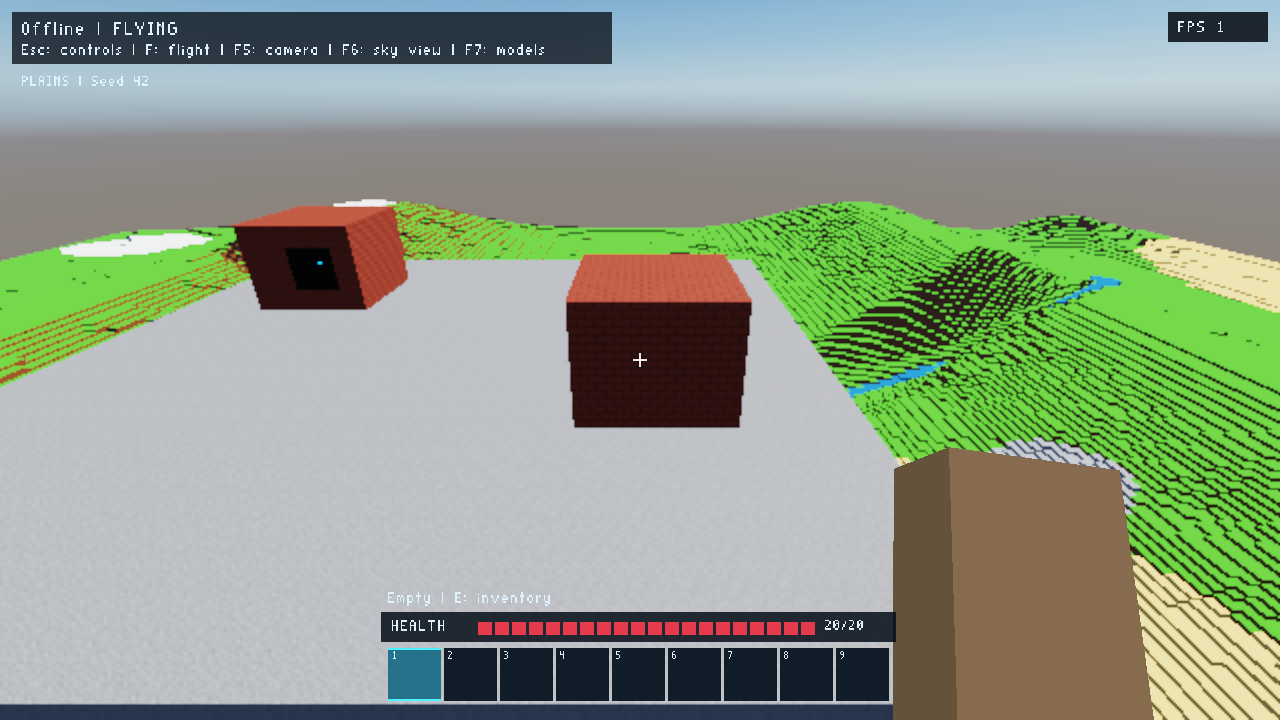 Offline | FLYING
Esc: controls | F: flight | F5: camera | F6: sky view | F7: models
FPS 1
PLAINS | Seed 42
Empty | E: inventory
HEALTH 20/20
1 2 3 4 5 6 7 8 9